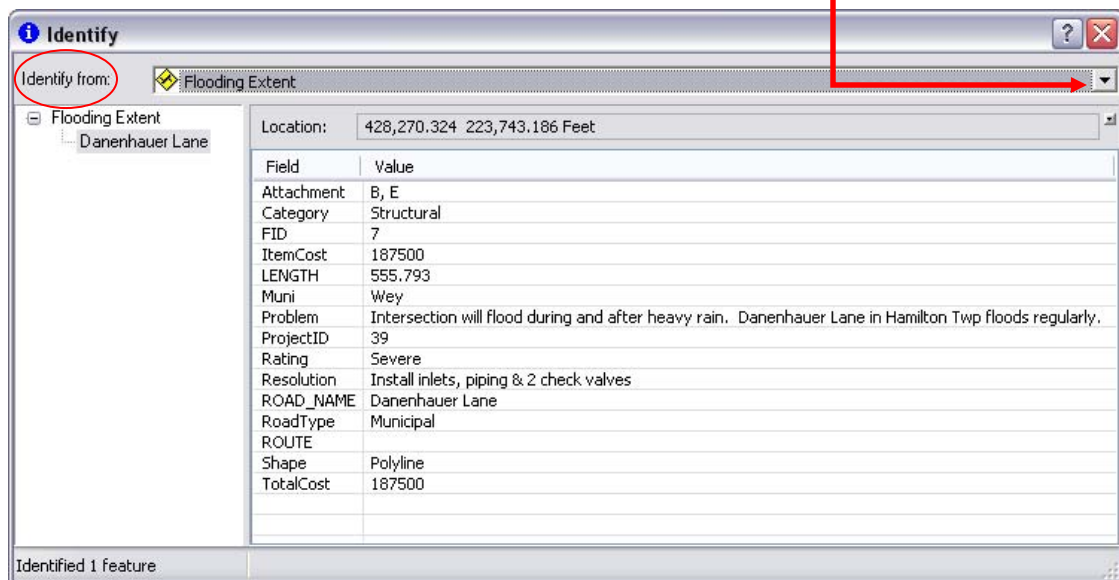 Identify
Identify from: Flooding Extent
Flooding Extent
Danenhauer Lane
Location: 428,270.324 223,743.186 Feet
Field Value
Attachment B, E
Category Structural
FID 7
ItemCost 187500
LENGTH 555.793
Muni Wey
Problem Intersection will flood during and after heavy rain. Danenhauer Lane in Hamilton Twp floods regularly.
ProjectID 39
Rating Severe
Resolution Install inlets, piping & 2 check valves
ROAD_NAME Danenhauer Lane
RoadType Municipal
ROUTE
Shape Polyline
TotalCost 187500
Identified 1 feature